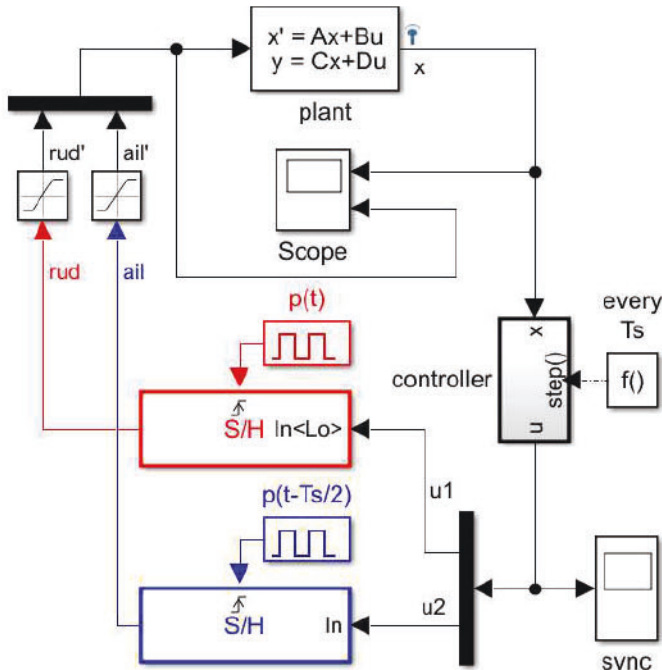 x' = Ax+Bu
y = Cx+Du
x
plant
rud'
ail'
Scope
rud
ail
p(t)
every
Ts
x
step()
u
f()
controller
S/H
In<Lo>
u1
p(t-Ts/2)
u2
S/H
In
sync